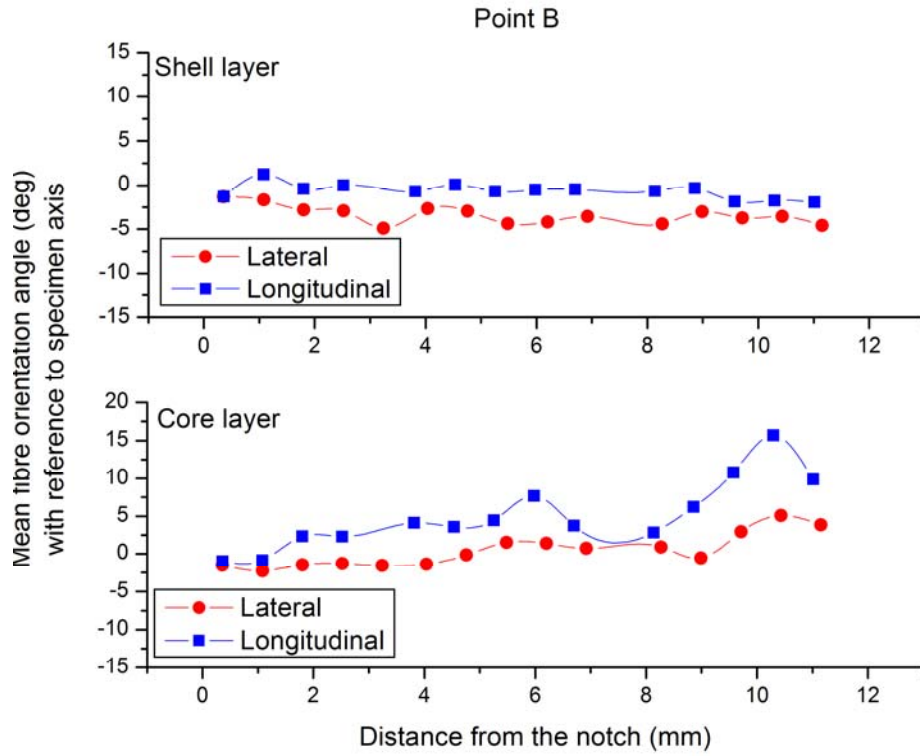 Point B
Mean fibre orientation angle (deg)
with reference to specimen axis
Shell layer
15
10
5
0
-5
-10
-15
Lateral
Longitudinal
0 2 4 6 8 10 12
Core layer
20
15
10
5
0
-5
-10
-15
Lateral
Longitudinal
0 2 4 6 8 10 12
Distance from the notch (mm)